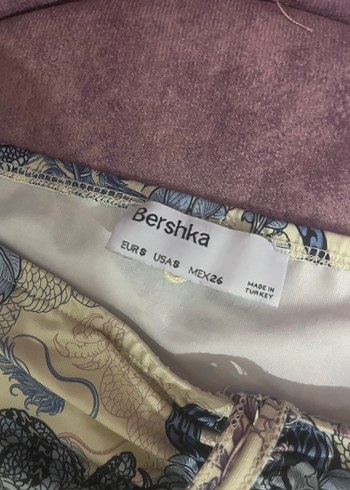 Bershka
EUR S USA S MEX 26
MADE IN
TURKEY